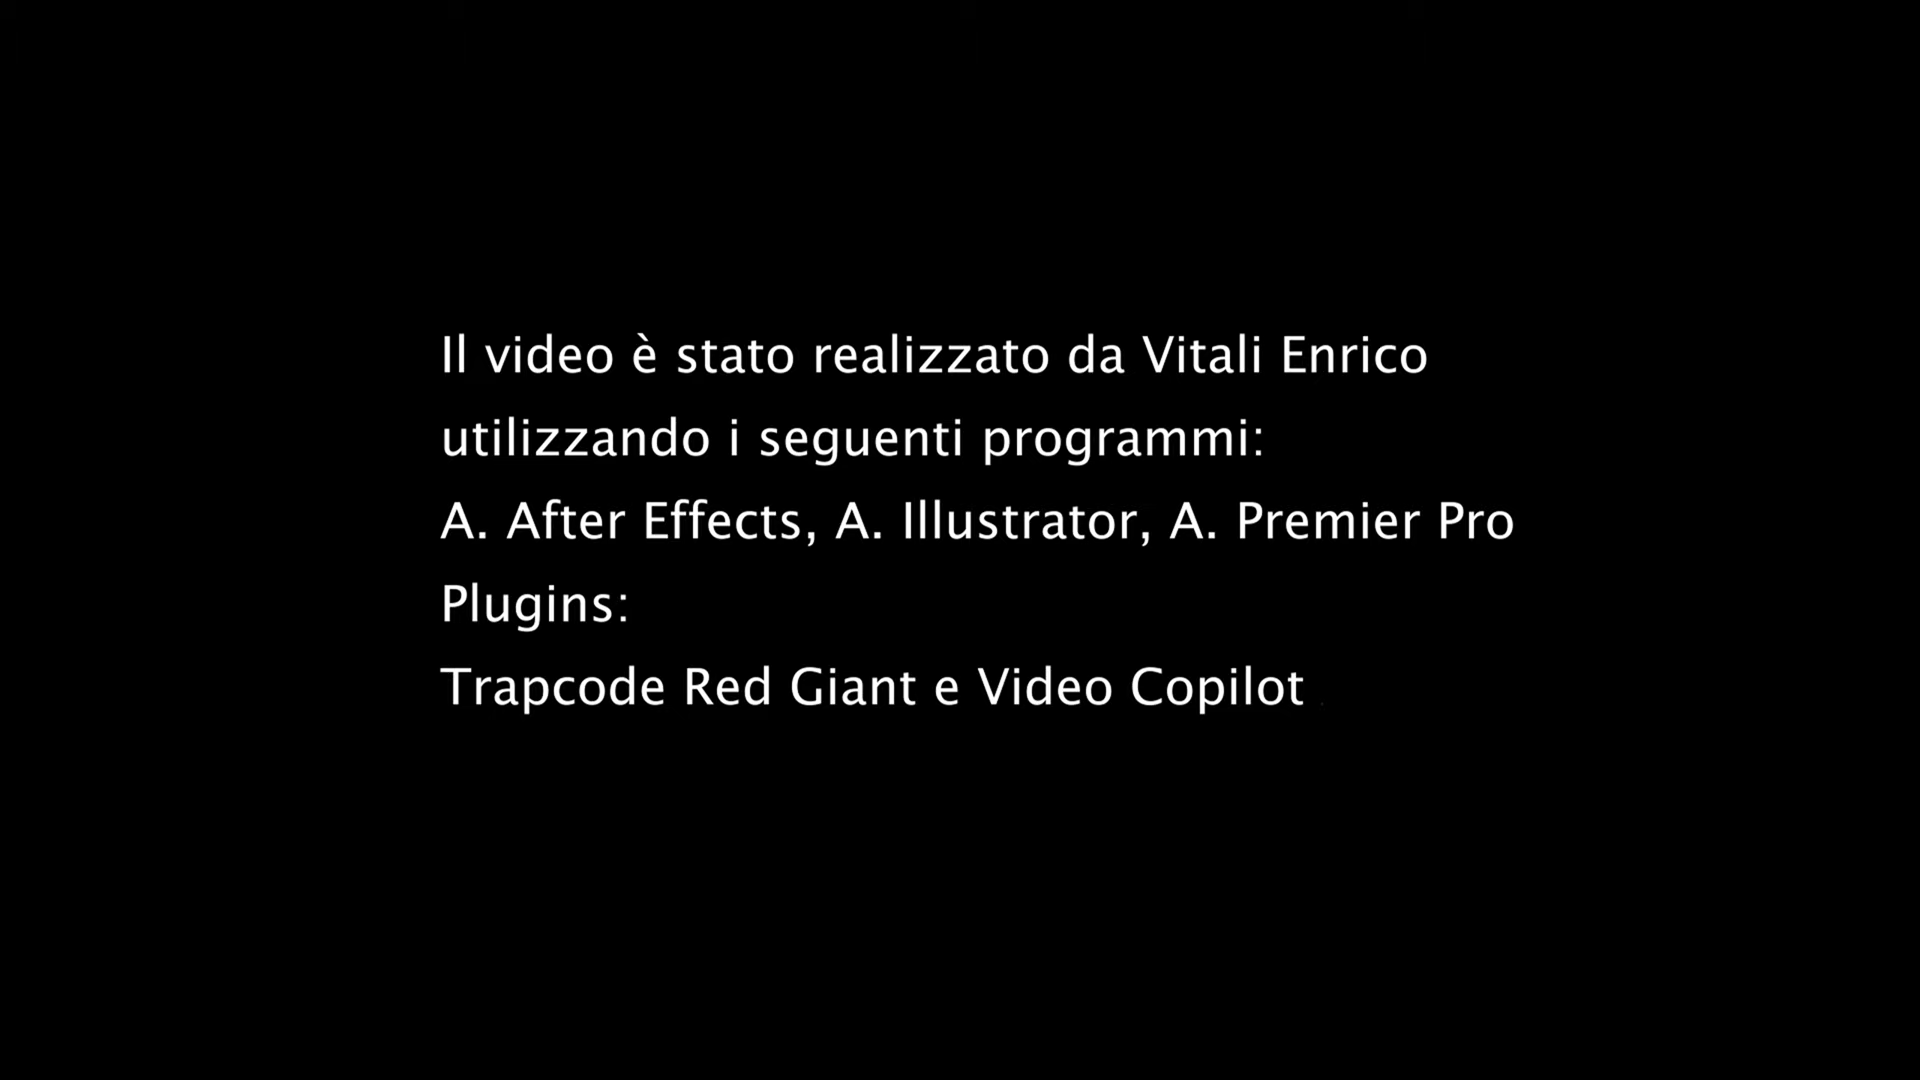 Il video è stato realizzato da Vitali Enrico
utilizzando i seguenti programmi:
A. After Effects, A. Illustrator, A. Premier Pro
Plugins:
Trapcode Red Giant e Video Copilot